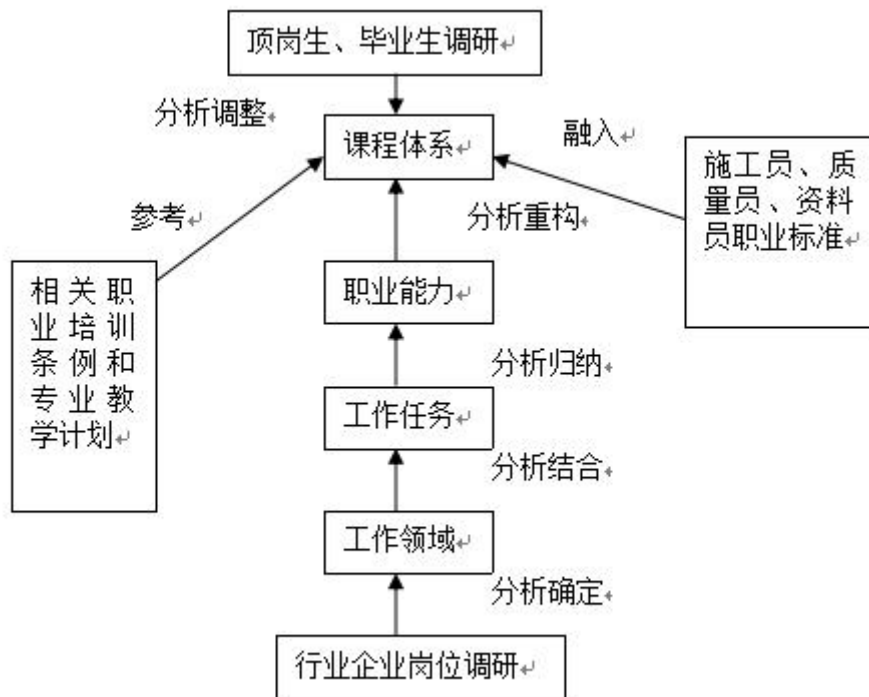 顶岗生、毕业生调研
分析调整
课程体系
融入
施工员、质
量员、资料
员职业标准
参考
分析重构
相关职
业培训
条例和
专业教
学计划
职业能力
分析归纳
工作任务
分析结合
工作领域
分析确定
行业企业岗位调研